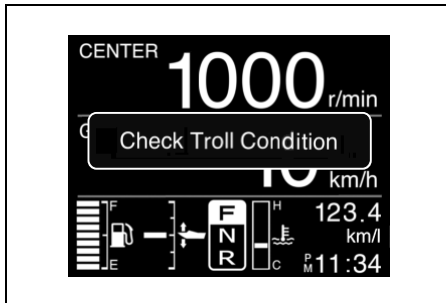 CENTER
1000 r/min
Check Troll Condition
km/h
F
E
F
N
R
H
C
123.4
km/l
PM 11:34